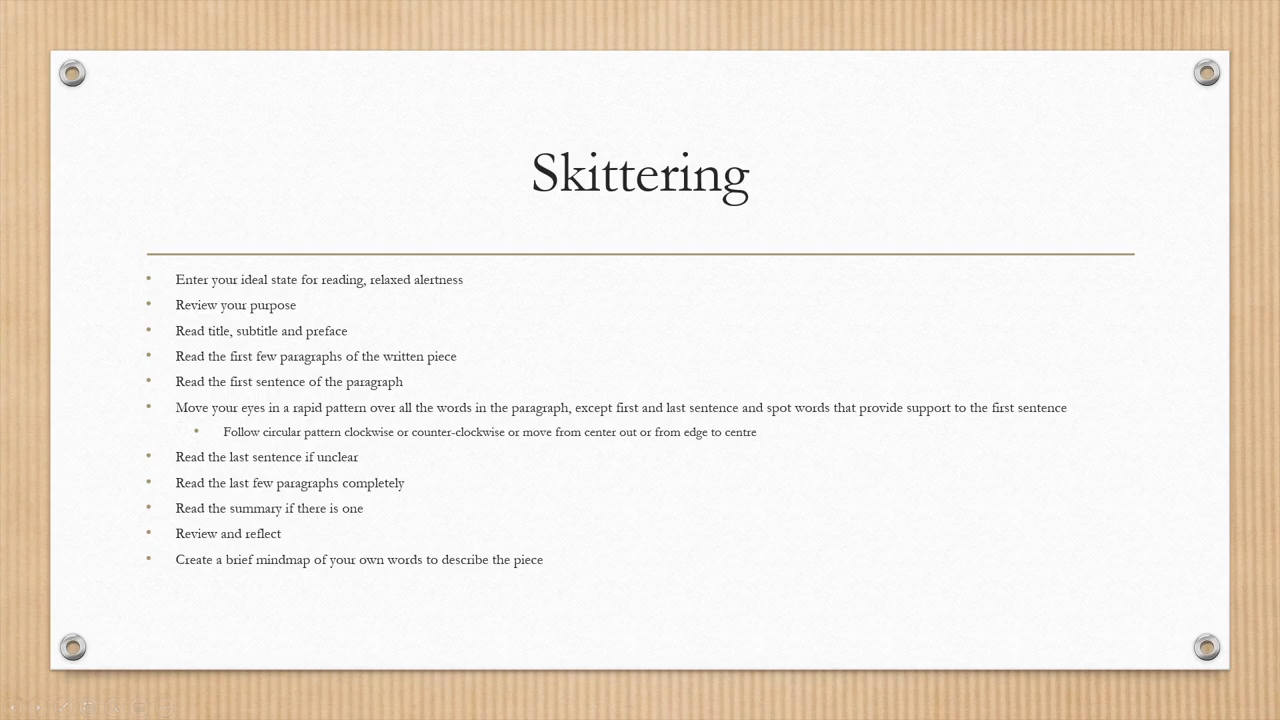 Skittering
• Enter your ideal state for reading, relaxed alertness
• Review your purpose
• Read title, subtitle and preface
• Read the first few paragraphs of the written piece
• Read the first sentence of the paragraph
• Move your eyes in a rapid pattern over all the words in the paragraph, except first and last sentence and spot words that provide support to the first sentence
• Follow circular pattern clockwise or counter-clockwise or move from center out or from edge to centre
• Read the last sentence if unclear
• Read the last few paragraphs completely
• Read the summary if there is one
• Review and reflect
• Create a brief mindmap of your own words to describe the piece